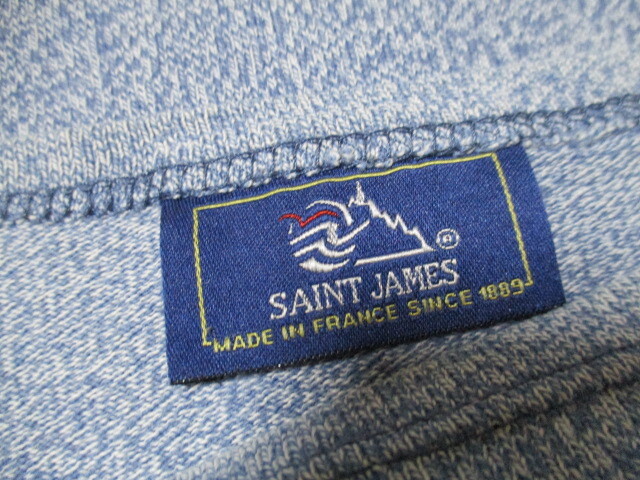 ®
SAINT JAMES
MADE IN FRANCE SINCE 1889